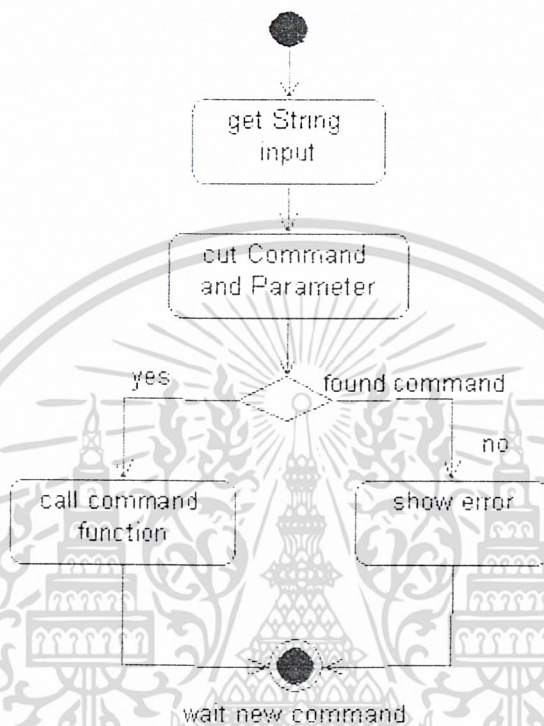 get String
input
cut Command
and Parameter
yes
found command
no
call command
function
show error
wait new command